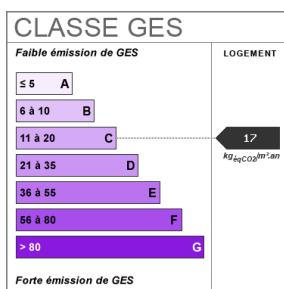 CLASSE GES
Faible émission de GES
LOGEMENT
≤ 5 A
6 à 10 B
11 à 20 C
17
kgéqCO2/m².an
21 à 35 D
36 à 55 E
56 à 80 F
> 80 G
Forte émission de GES